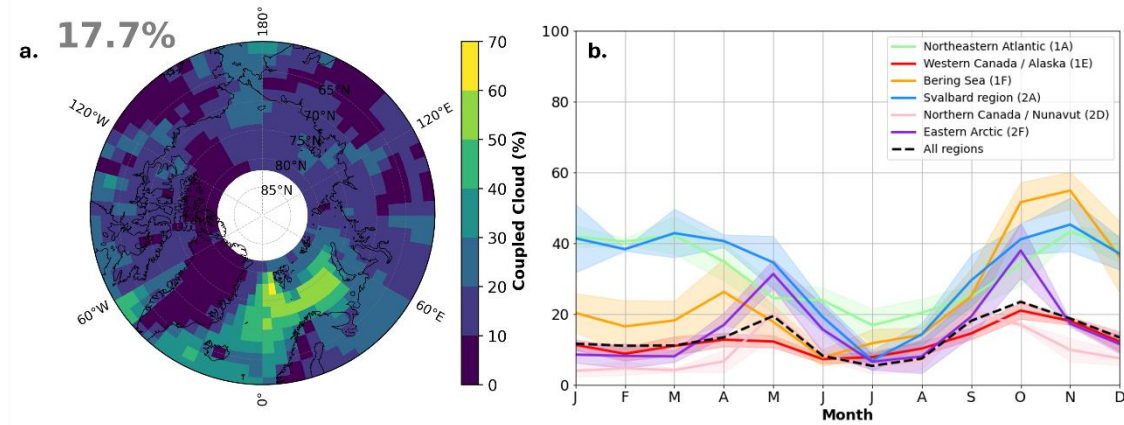 a.
17.7%
180°
120°W
120°E
65°N
70°N
75°N
80°N
85°N
60°W
60°E
0°
70
60
50
40
30
20
10
0
Coupled Cloud (%)
b.
Northeastern Atlantic (1A)
Western Canada / Alaska (1E)
Bering Sea (1F)
Svalbard region (2A)
Northern Canada / Nunavut (2D)
Eastern Arctic (2F)
All regions
100
80
60
40
20
0
J F M A M J J A S O N D
Month